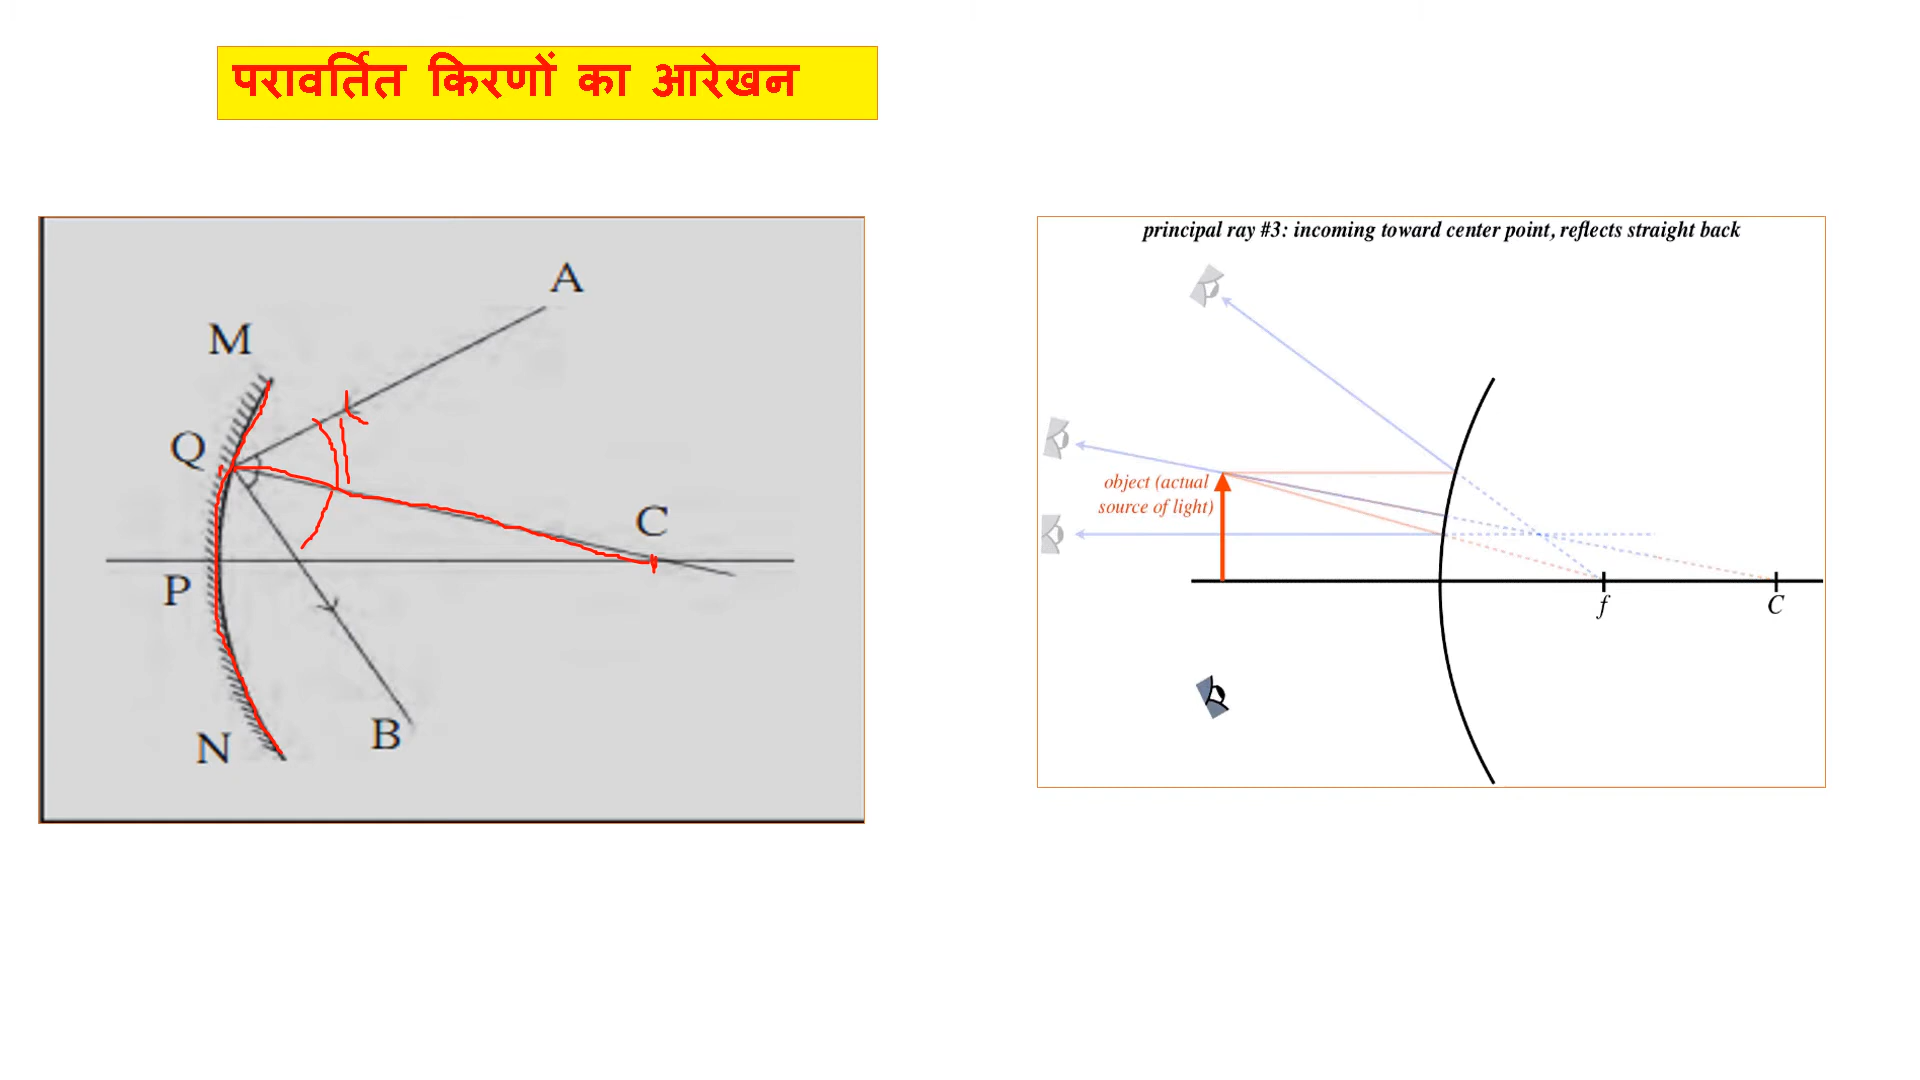 परावर्तित किरणों का आरेखन
A
M
Q
C
P
B
N
principal ray #3: incoming toward center point, reflects straight back
object (actual
source of light)
f
C